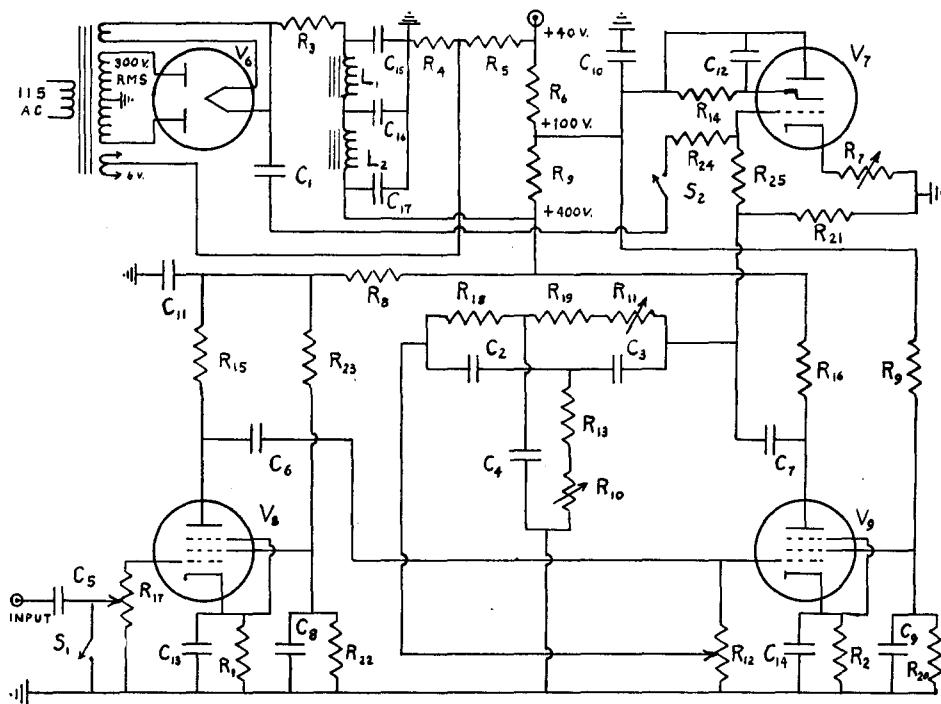 R3
V6
300 V.
RMS
115
AC
6 V.
C1
L1
L2
C15
C16
C17
R4
R5
+40 V.
R6
+100 V.
R9
+400 V.
C10
C12
V7
R14
R24
S2
R25
R7
R21
C11
R8
R15
R23
R18
R19
R11
C2
C3
R13
C4
R10
R16
R9
C6
C7
V8
V9
C5
INPUT
R17
S1
C13
R1
C8
R22
R12
C14
R2
C9
R20